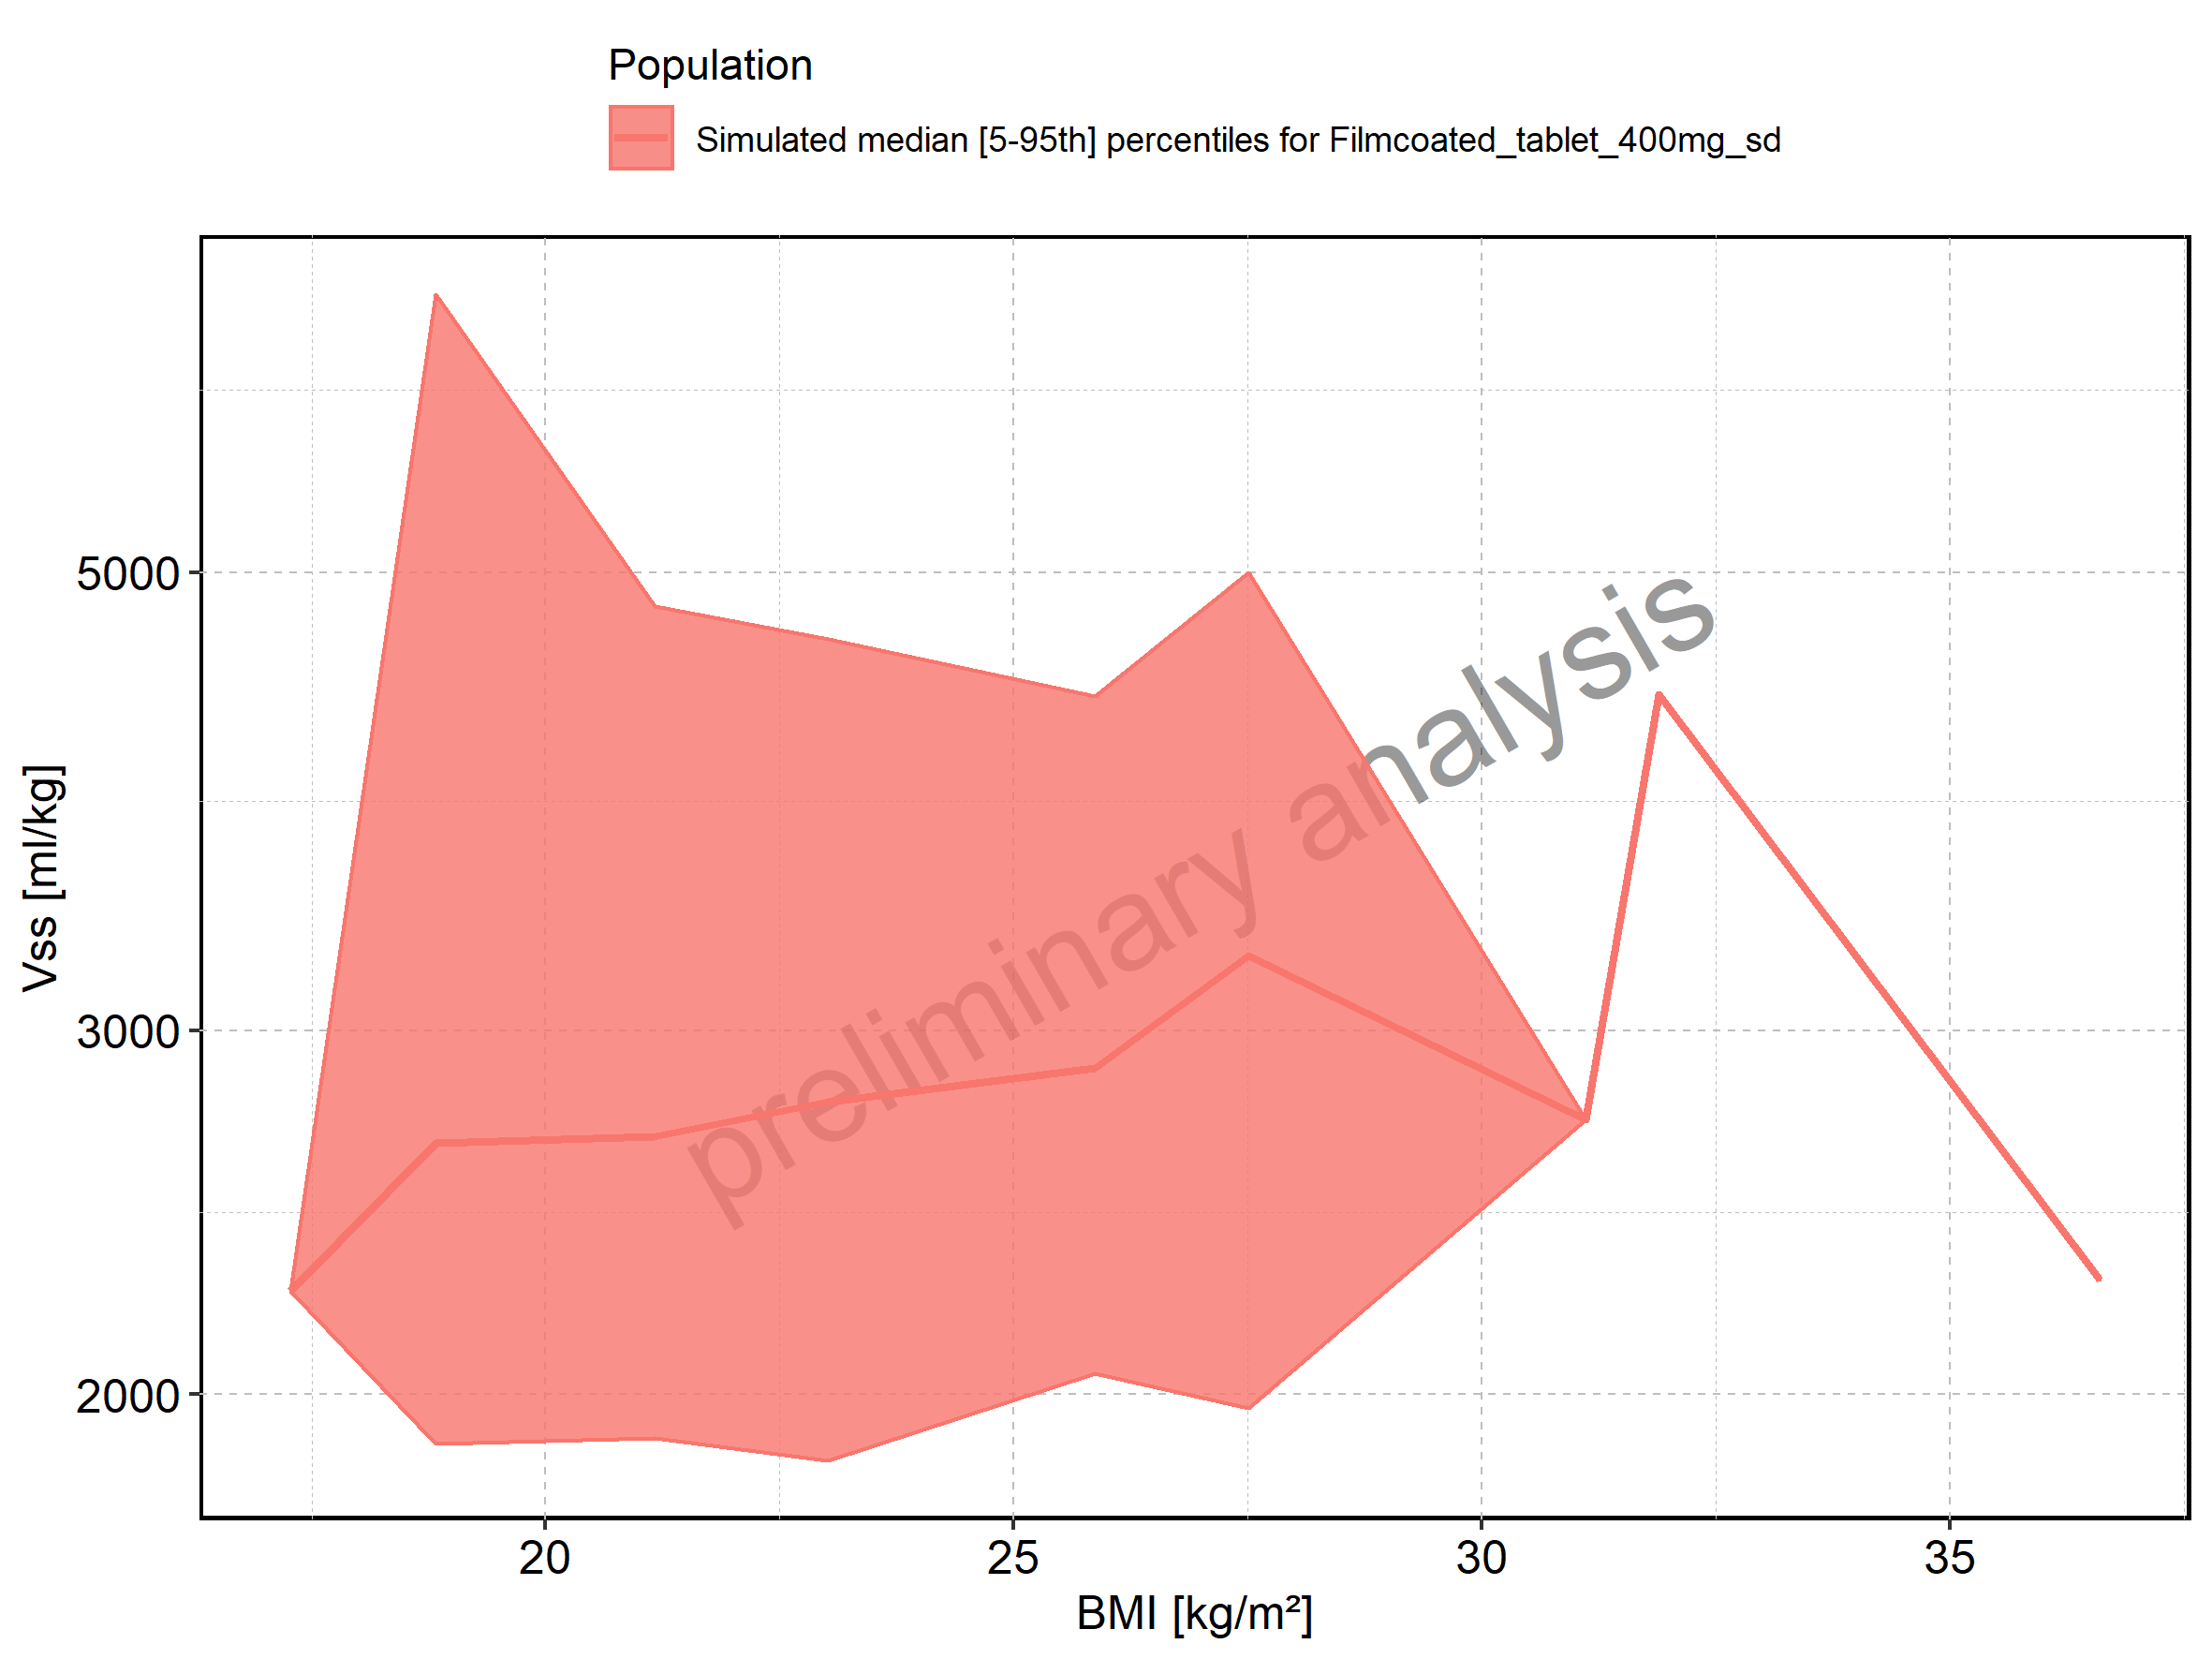 Population
Simulated median [5-95th] percentiles for Filmcoated_tablet_400mg_sd
5000
3000
2000
Vss [ml/kg]
preliminary analysis
20
25
30
35
BMI [kg/m²]